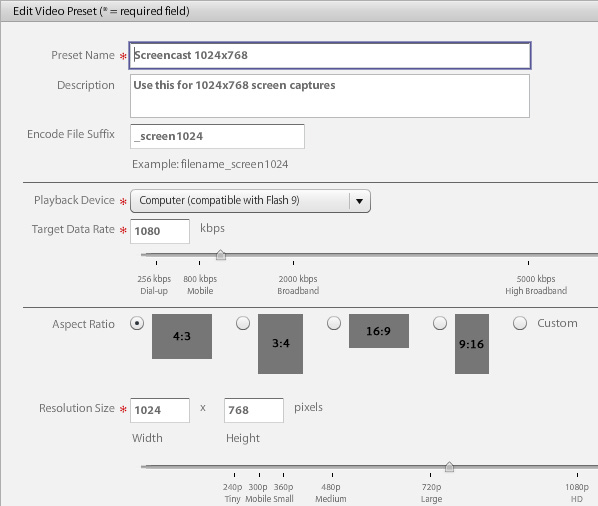 Edit Video Preset (* = required field)
Preset Name * Screencast 1024x768
Description Use this for 1024x768 screen captures
Encode File Suffix _screen1024
Example: filename_screen1024
Playback Device * Computer (compatible with Flash 9)
Target Data Rate * 1080 kbps
256 kbps 800 kbps 2000 kbps 5000 kbps
Dial-up Mobile Broadband High Broadband
Aspect Ratio 4:3 3:4 16:9 9:16 Custom
Resolution Size * 1024 x 768 pixels
Width Height
240p 300p 360p 480p 720p 1080p
Tiny Mobile Small Medium Large HD